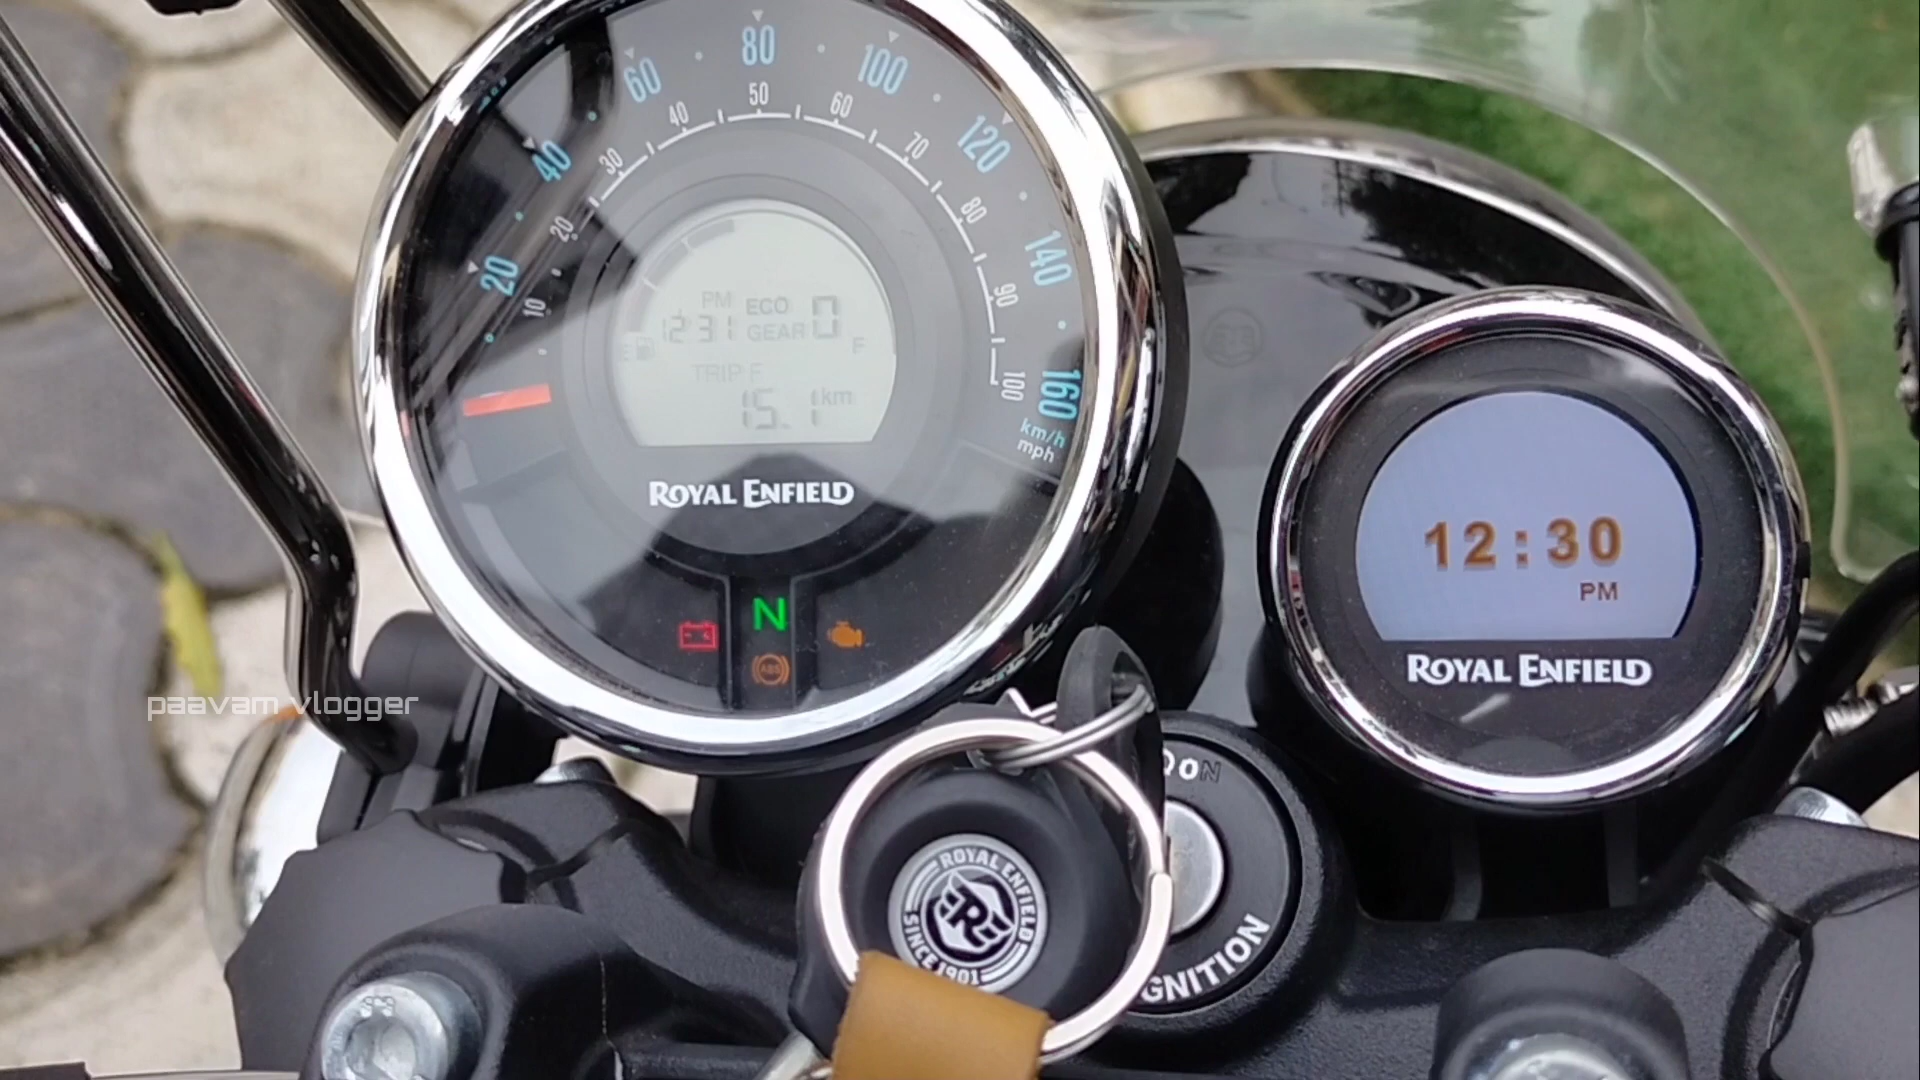 20
40
60
80
100
120
140
160
km/h
mph
10
20
30
40
50
60
70
80
90
100
PM ECO
12 31 GEAR 0
E F
TRIP F
15.1 km
ROYAL ENFIELD
N
ABS
12:30
PM
ROYAL ENFIELD
paavam vlogger
ON
ROYAL ENFIELD
R
SINCE 1901
GNITION